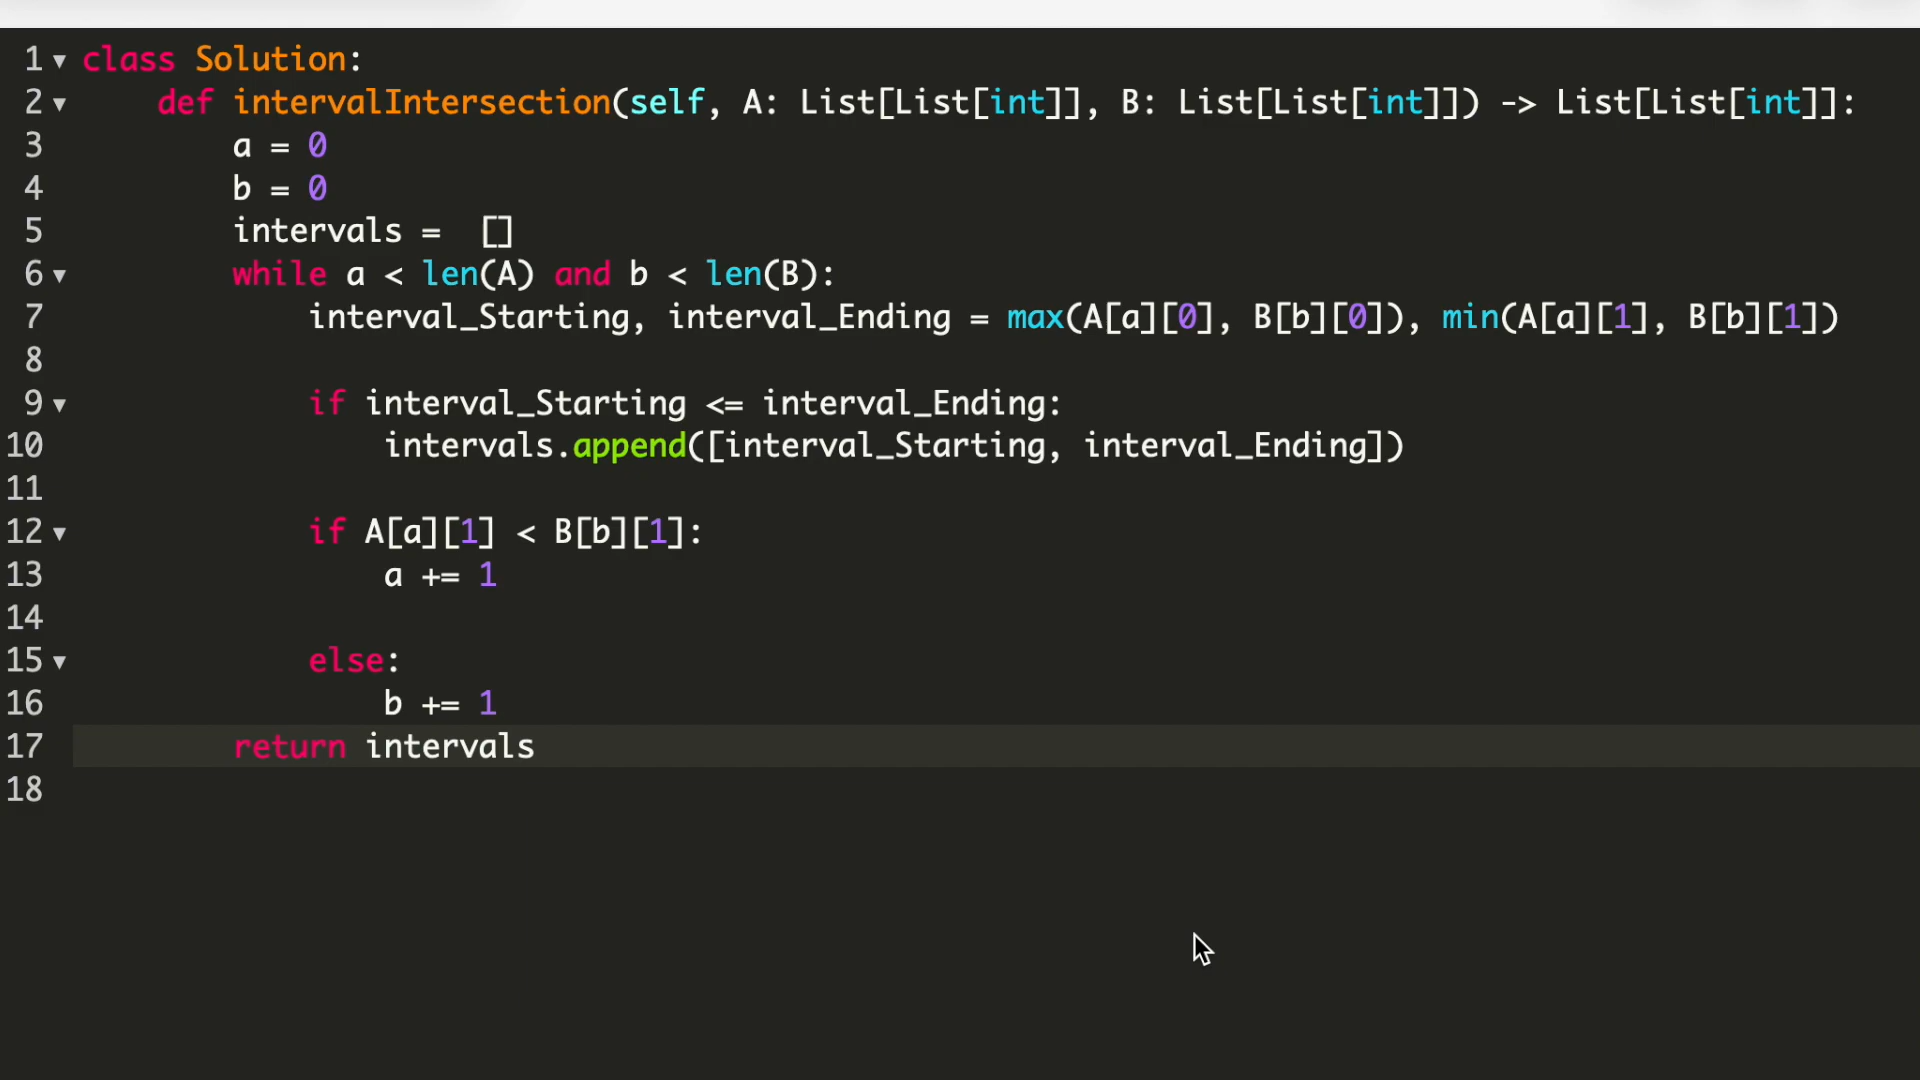 1 class Solution:
2     def intervalIntersection(self, A: List[List[int]], B: List[List[int]]) -> List[List[int]]:
3         a = 0
4         b = 0
5         intervals =  []
6         while a < len(A) and b < len(B):
7             interval_Starting, interval_Ending = max(A[a][0], B[b][0]), min(A[a][1], B[b][1])
8
9             if interval_Starting <= interval_Ending:
10                 intervals.append([interval_Starting, interval_Ending])
11
12             if A[a][1] < B[b][1]:
13                 a += 1
14
15             else:
16                 b += 1
17         return intervals
18